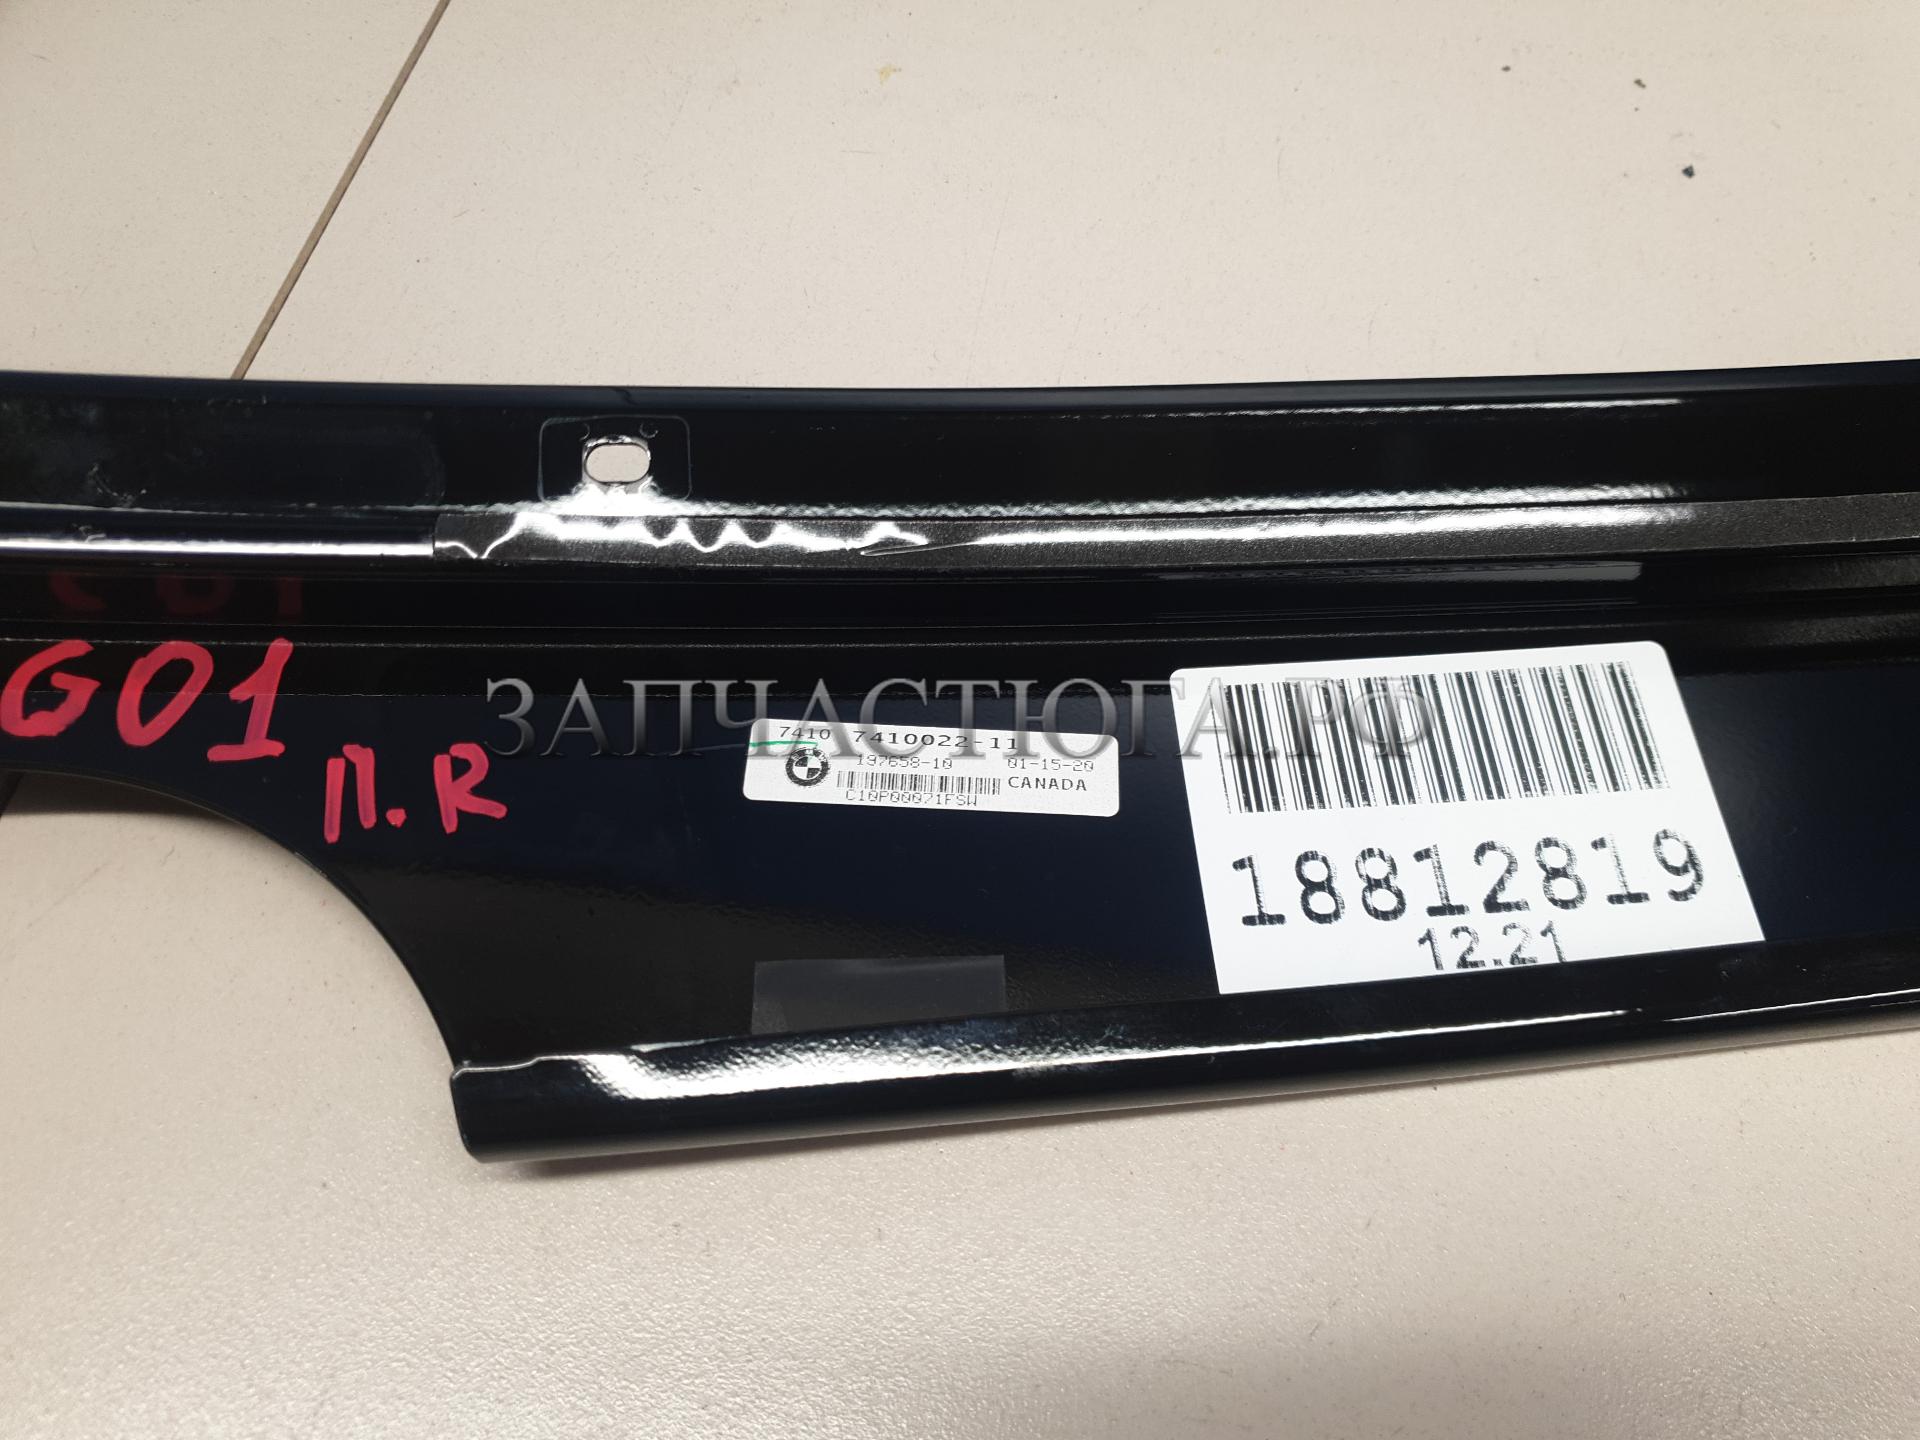 G01
П.R
ЗАПЧАСТЮГА.РФ
7410 7410022-11
197658-10 01-15-20
CANADA
C10P00071FSW
18812819
12.21